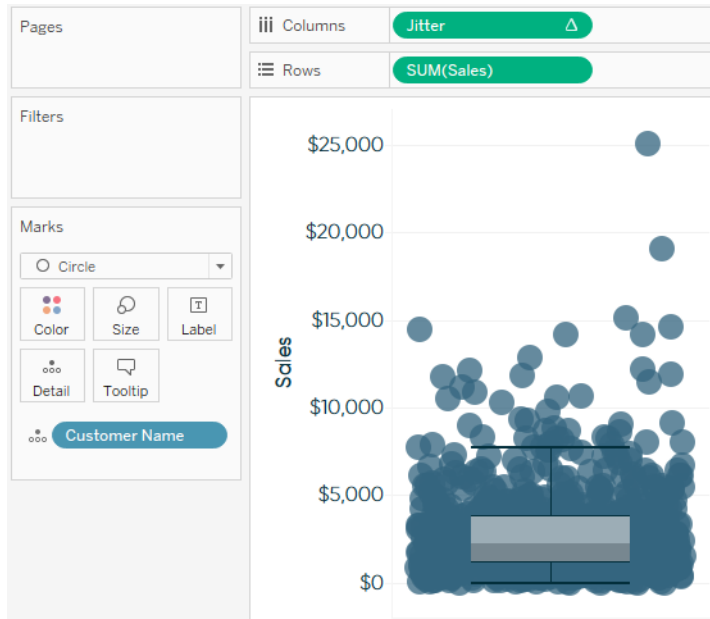 Pages
Columns
Jitter
Rows
SUM(Sales)
Filters
Marks
Circle
Color
Size
T
Label
Detail
Tooltip
Customer Name
Sales
$25,000
$20,000
$15,000
$10,000
$5,000
$0